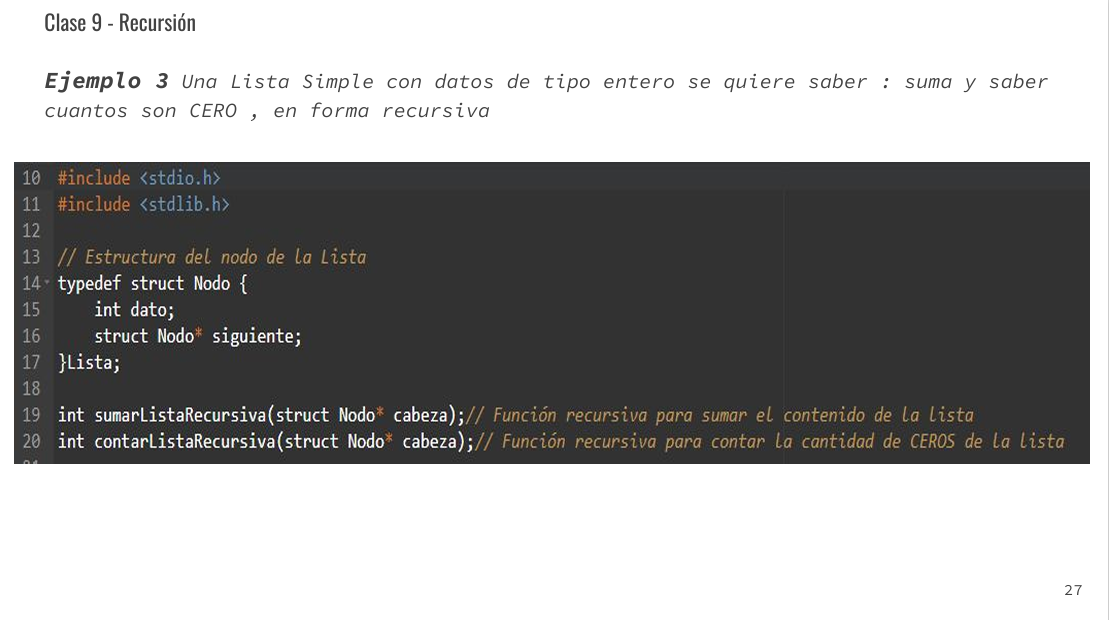 Clase 9 - Recursión
Ejemplo 3 Una Lista Simple con datos de tipo entero se quiere saber : suma y saber
cuantos son CERO , en forma recursiva
10 #include <stdio.h>
11 #include <stdlib.h>
12
13 // Estructura del nodo de la Lista
14 typedef struct Nodo {
15     int dato;
16     struct Nodo* siguiente;
17 }Lista;
18
19 int sumarListaRecursiva(struct Nodo* cabeza);// Función recursiva para sumar el contenido de la lista
20 int contarListaRecursiva(struct Nodo* cabeza);// Función recursiva para contar la cantidad de CEROS de la lista
27